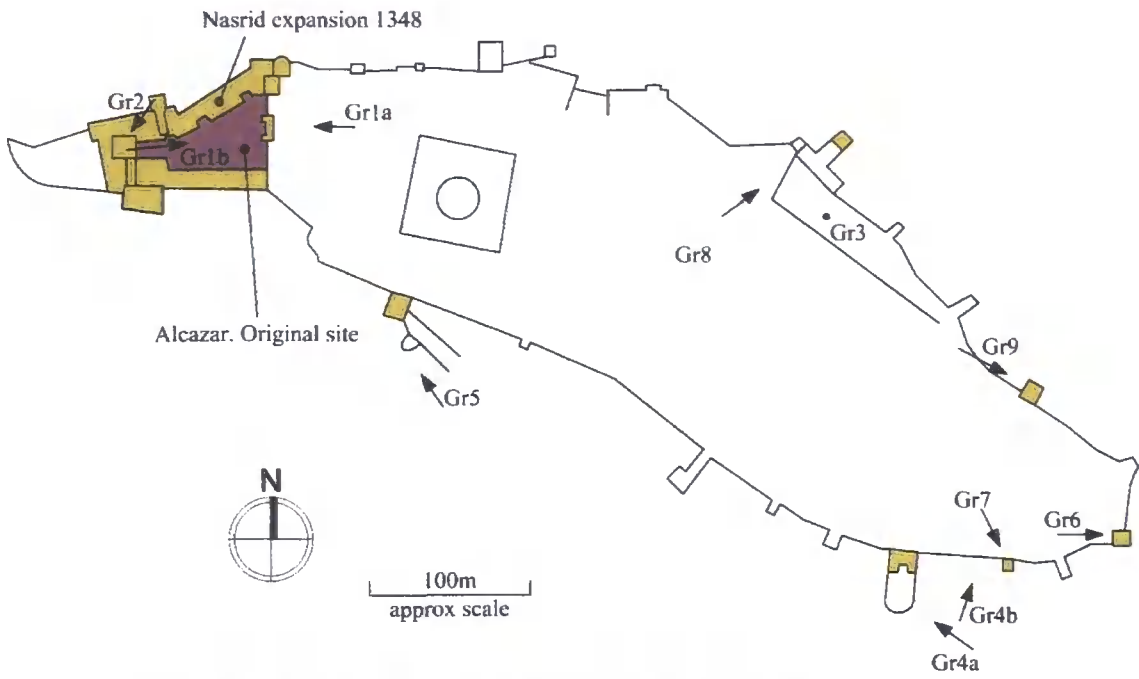 Nasrid expansion 1348
Gr2
Gr1a
Gr1b
Gr3
Gr8
Alcazar. Original site
Gr9
Gr5
N
Gr7
Gr6
100m
approx scale
Gr4b
Gr4a